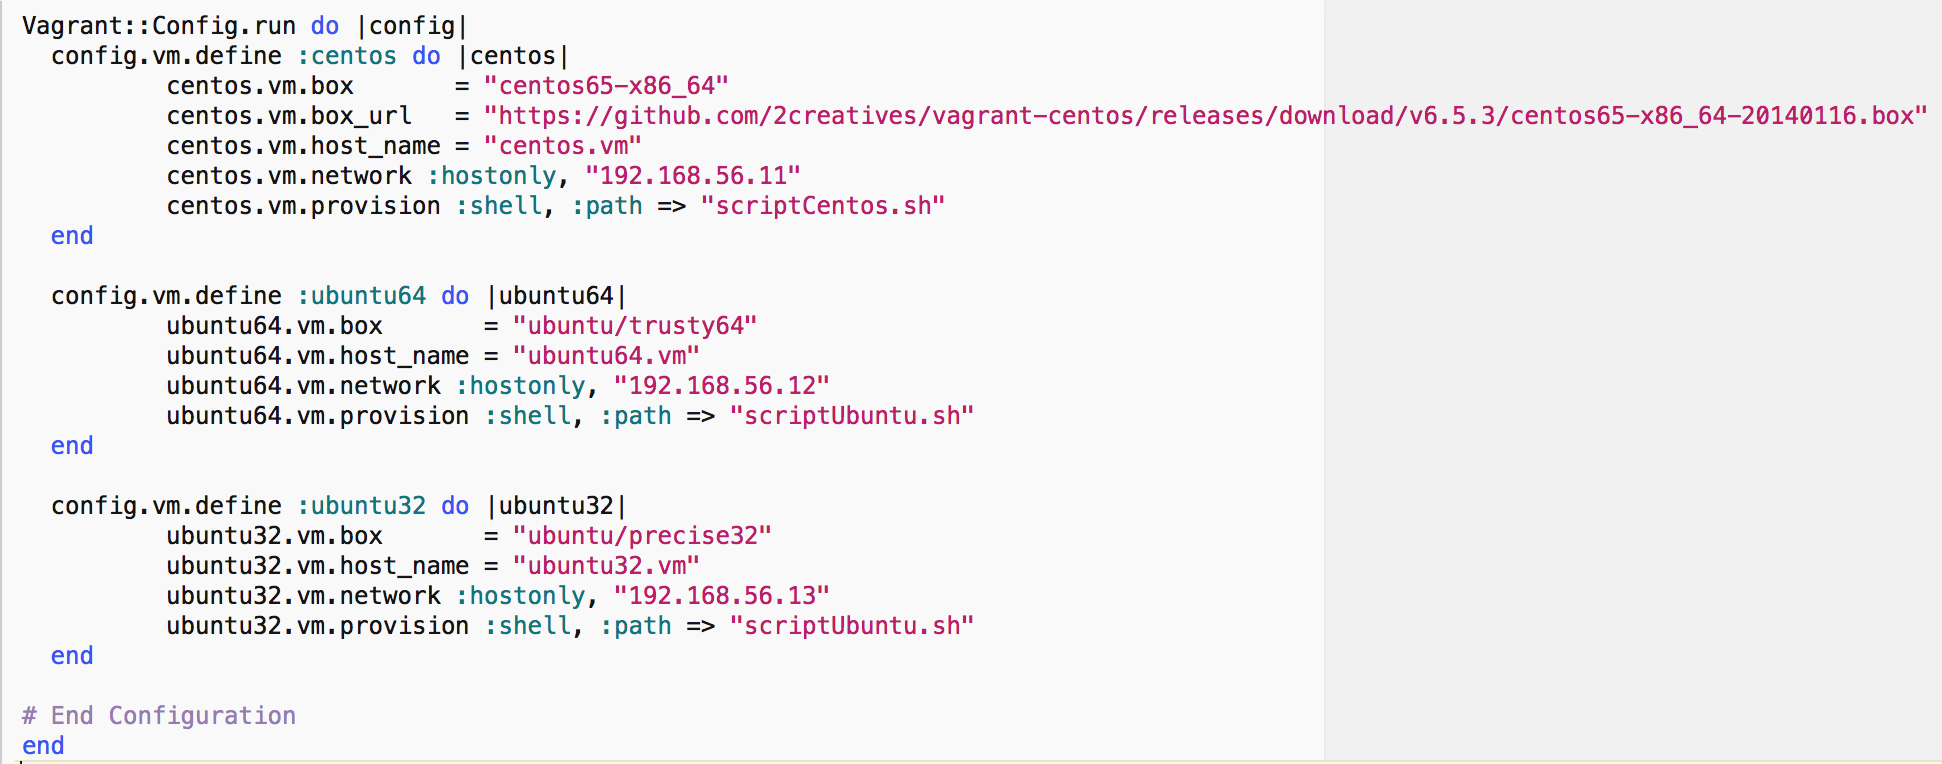 Vagrant::Config.run do |config|
  config.vm.define :centos do |centos|
          centos.vm.box       = "centos65-x86_64"
          centos.vm.box_url   = "https://github.com/2creatives/vagrant-centos/releases/download/v6.5.3/centos65-x86_64-20140116.box"
          centos.vm.host_name = "centos.vm"
          centos.vm.network :hostonly, "192.168.56.11"
          centos.vm.provision :shell, :path => "scriptCentos.sh"
  end

  config.vm.define :ubuntu64 do |ubuntu64|
          ubuntu64.vm.box       = "ubuntu/trusty64"
          ubuntu64.vm.host_name = "ubuntu64.vm"
          ubuntu64.vm.network :hostonly, "192.168.56.12"
          ubuntu64.vm.provision :shell, :path => "scriptUbuntu.sh"
  end

  config.vm.define :ubuntu32 do |ubuntu32|
          ubuntu32.vm.box       = "ubuntu/precise32"
          ubuntu32.vm.host_name = "ubuntu32.vm"
          ubuntu32.vm.network :hostonly, "192.168.56.13"
          ubuntu32.vm.provision :shell, :path => "scriptUbuntu.sh"
  end

# End Configuration
end